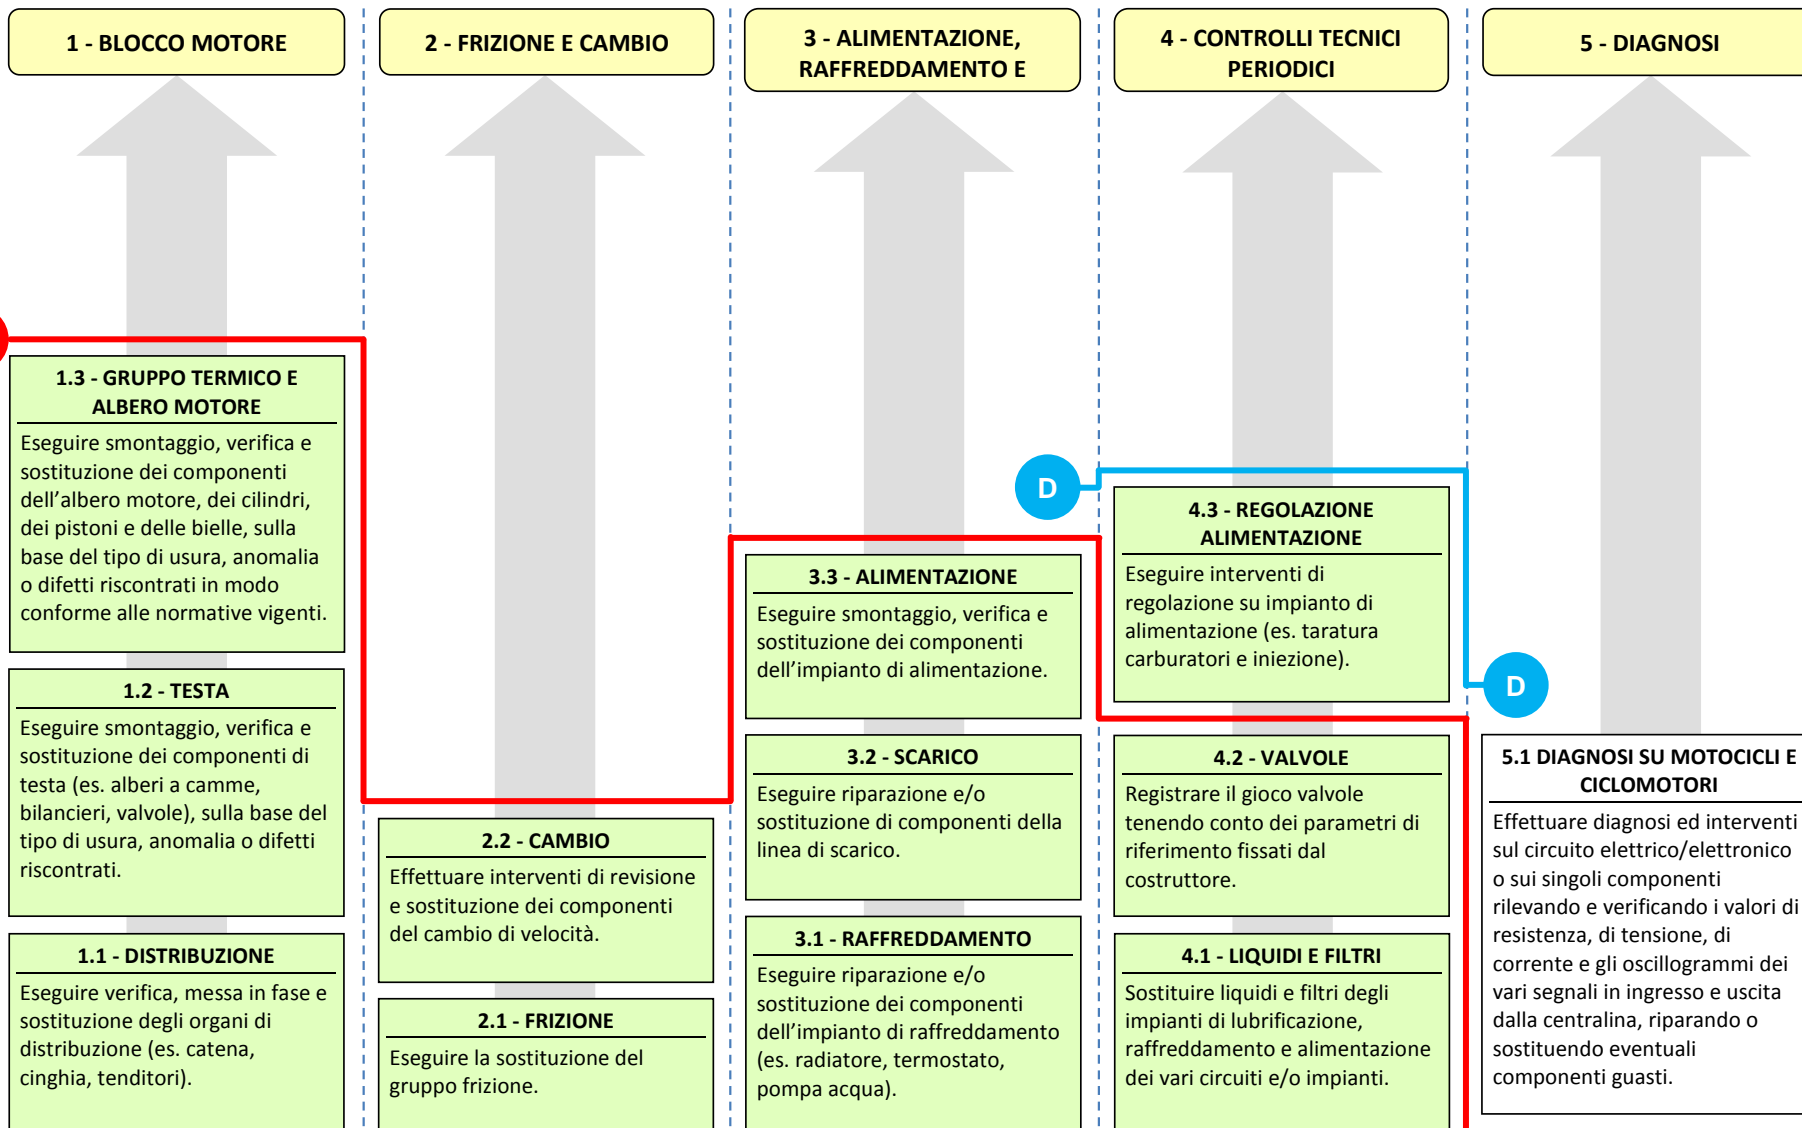 1 - BLOCCO MOTORE
2 - FRIZIONE E CAMBIO
3 - ALIMENTAZIONE,
RAFFREDDAMENTO E
4 - CONTROLLI TECNICI
PERIODICI
5 - DIAGNOSI
1.3 - GRUPPO TERMICO E
ALBERO MOTORE
Eseguire smontaggio, verifica e
sostituzione dei componenti
dell'albero motore, dei cilindri,
dei pistoni e delle bielle, sulla
base del tipo di usura, anomalia
o difetti riscontrati in modo
conforme alle normative vigenti.
1.2 - TESTA
Eseguire smontaggio, verifica e
sostituzione dei componenti di
testa (es. alberi a camme,
bilancieri, valvole), sulla base del
tipo di usura, anomalia o difetti
riscontrati.
1.1 - DISTRIBUZIONE
Eseguire verifica, messa in fase e
sostituzione degli organi di
distribuzione (es. catena,
cinghia, tenditori).
2.2 - CAMBIO
Effettuare interventi di revisione
e sostituzione dei componenti
del cambio di velocità.
2.1 - FRIZIONE
Eseguire la sostituzione del
gruppo frizione.
3.3 - ALIMENTAZIONE
Eseguire smontaggio, verifica e
sostituzione dei componenti
dell'impianto di alimentazione.
3.2 - SCARICO
Eseguire riparazione e/o
sostituzione di componenti della
linea di scarico.
3.1 - RAFFREDDAMENTO
Eseguire riparazione e/o
sostituzione dei componenti
dell'impianto di raffreddamento
(es. radiatore, termostato,
pompa acqua).
D
4.3 - REGOLAZIONE
ALIMENTAZIONE
Eseguire interventi di
regolazione su impianto di
alimentazione (es. taratura
carburatori e iniezione).
4.2 - VALVOLE
Registrare il gioco valvole
tenendo conto dei parametri di
riferimento fissati dal
costruttore.
4.1 - LIQUIDI E FILTRI
Sostituire liquidi e filtri degli
impianti di lubrificazione,
raffreddamento e alimentazione
dei vari circuiti e/o impianti.
D
5.1 DIAGNOSI SU MOTOCICLI E
CICLOMOTORI
Effettuare diagnosi ed interventi
sul circuito elettrico/elettronico
o sui singoli componenti
rilevando e verificando i valori di
resistenza, di tensione, di
corrente e gli oscillogrammi dei
vari segnali in ingresso e uscita
dalla centralina, riparando o
sostituendo eventuali
componenti guasti.